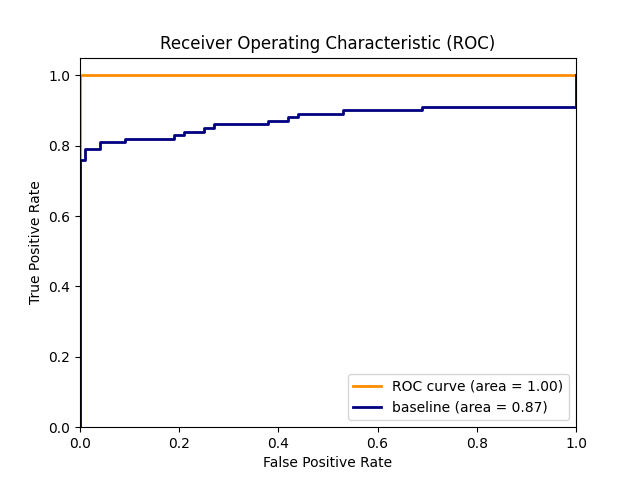 Receiver Operating Characteristic (ROC)
1.0
0.8
0.6
0.4
0.2
0.0
True Positive Rate
ROC curve (area = 1.00)
baseline (area = 0.87)
0.0 0.2 0.4 0.6 0.8 1.0
False Positive Rate